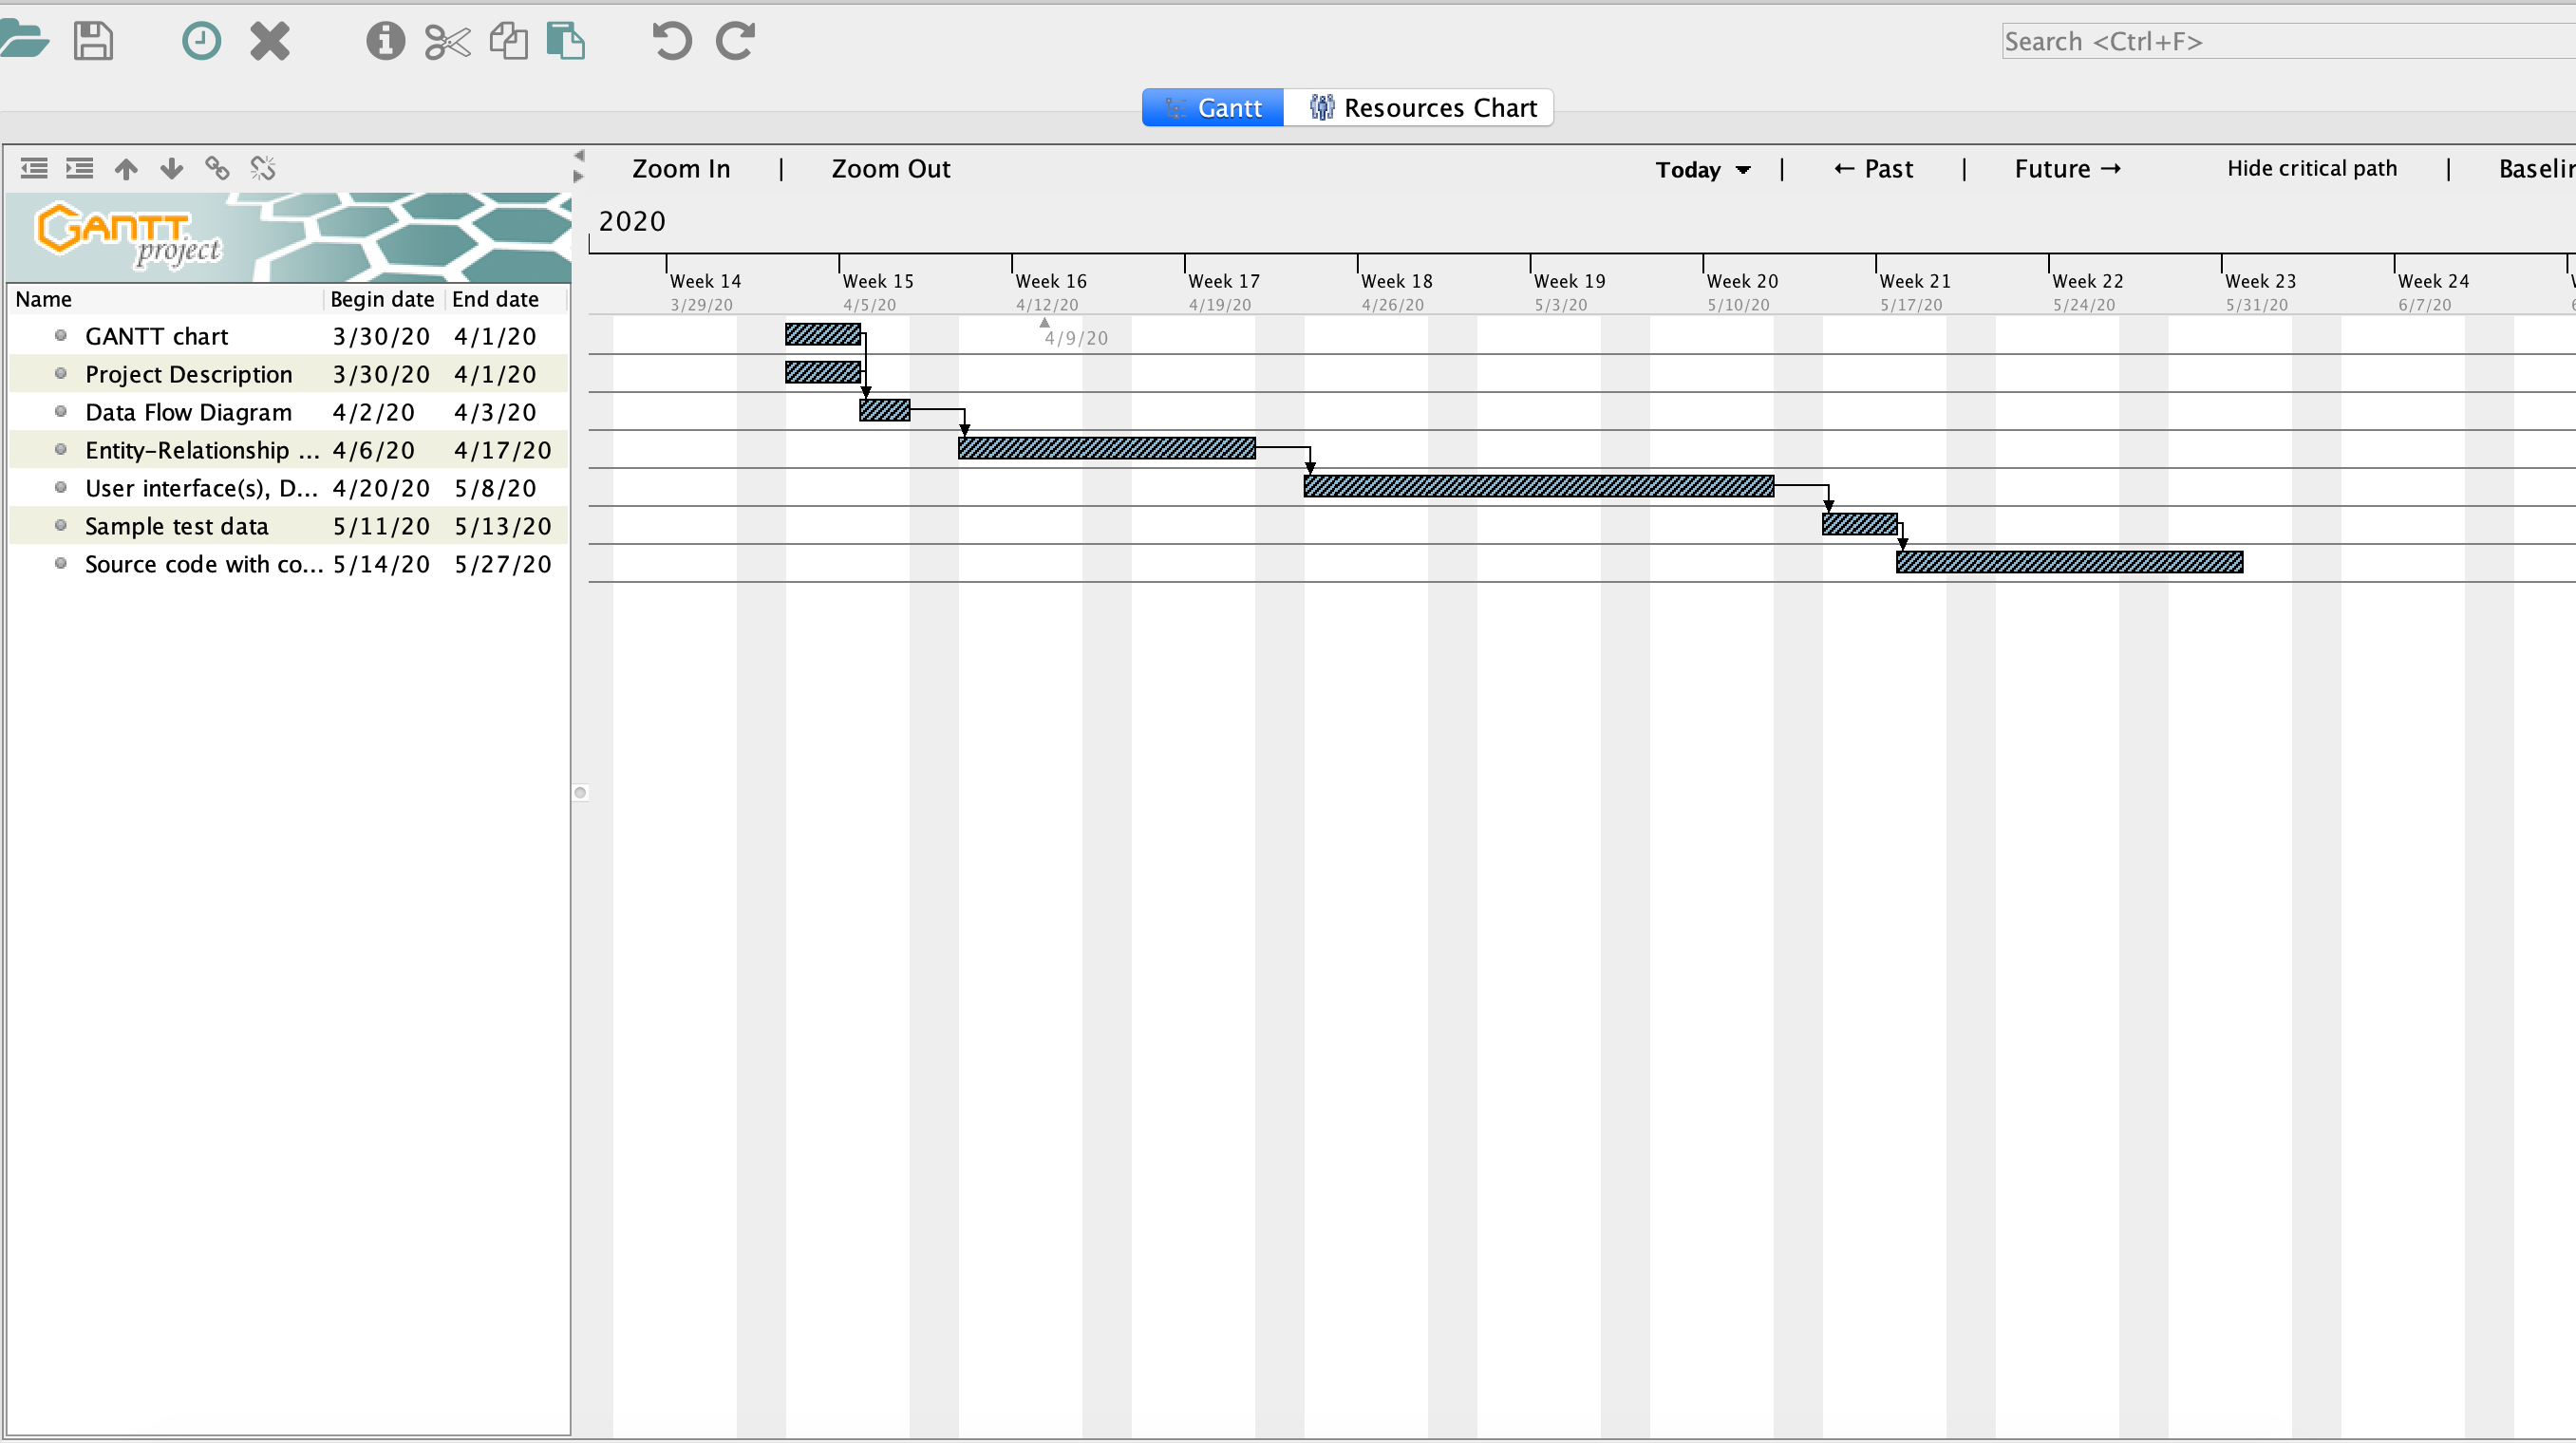 Search <Ctrl+F>
Gantt Resources Chart
Zoom In | Zoom Out Today | ← Past | Future → Hide critical path |
GANTT project
2020
Week 14 Week 15 Week 16 Week 17 Week 18 Week 19 Week 20 Week 21 Week 22 Week 23 Week 24
3/29/20 4/5/20 4/12/20 4/19/20 4/26/20 5/3/20 5/10/20 5/17/20 5/24/20 5/31/20 6/7/20
Name Begin date End date
GANTT chart 3/30/20 4/1/20
4/9/20
Project Description 3/30/20 4/1/20
Data Flow Diagram 4/2/20 4/3/20
Entity-Relationship ... 4/6/20 4/17/20
User interface(s), D... 4/20/20 5/8/20
Sample test data 5/11/20 5/13/20
Source code with co... 5/14/20 5/27/20